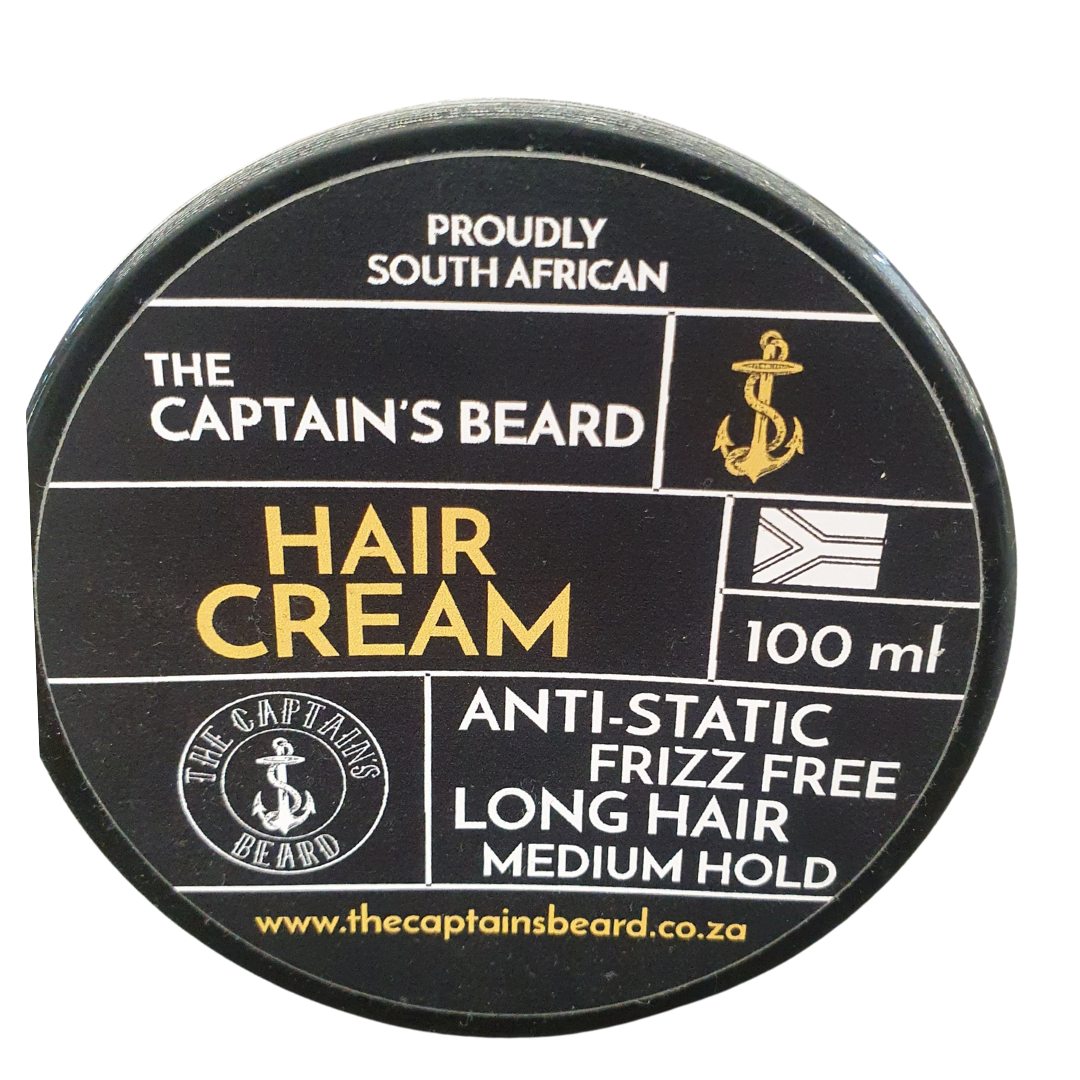 PROUDLY
SOUTH AFRICAN
THE
CAPTAIN'S BEARD
HAIR
CREAM
100 ml
THE CAPTAIN'S
BEARD
ANTI-STATIC
FRIZZ FREE
LONG HAIR
MEDIUM HOLD
www.thecaptainsbeard.co.za